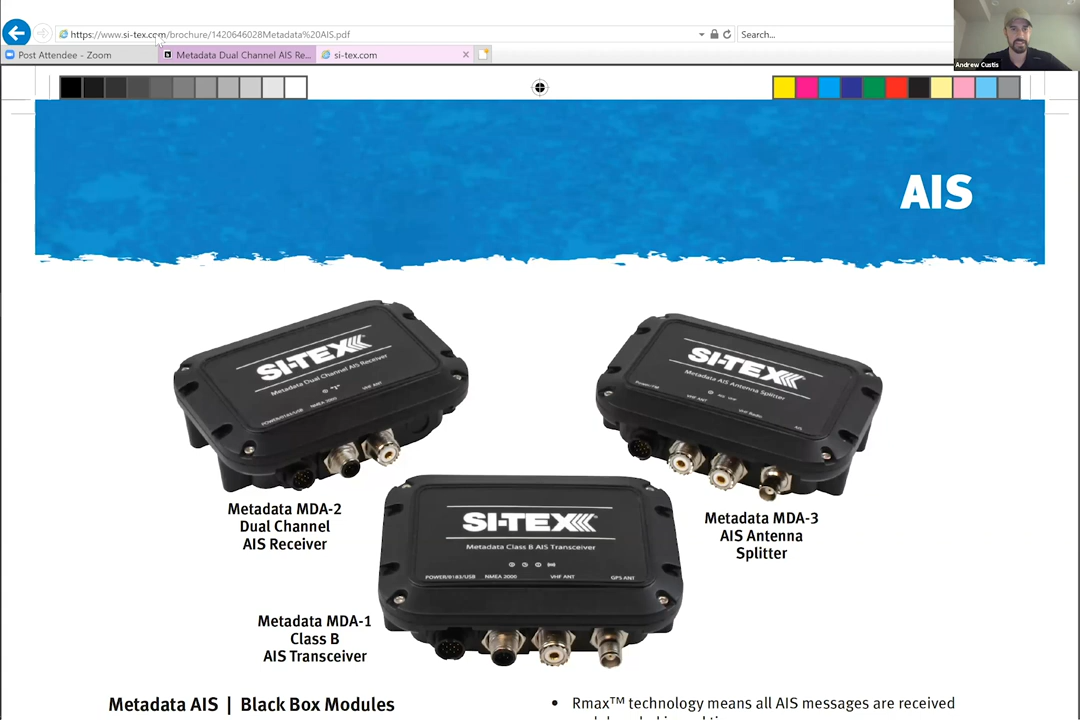 https://www.si-tex.com/brochure/1420646028Metadata%20AIS.pdf
Search...
Andrew Custis
Post Attendee - Zoom
Metadata Dual Channel AIS Re...
si-tex.com
AIS
SI-TEX
Metadata Dual Channel AIS Receiver
VHF ANT
POWER/0183/USB NMEA 2000
SI-TEX
Metadata AIS Antenna Splitter
VHF ANT
VHF Radio
AIS
Metadata MDA-2
Dual Channel
AIS Receiver
SI-TEX
Metadata Class B AIS Transceiver
POWER/0183/USB NMEA 2000 VHF ANT GPS ANT
Metadata MDA-3
AIS Antenna
Splitter
Metadata MDA-1
Class B
AIS Transceiver
Metadata AIS | Black Box Modules
• Rmax™ technology means all AIS messages are received